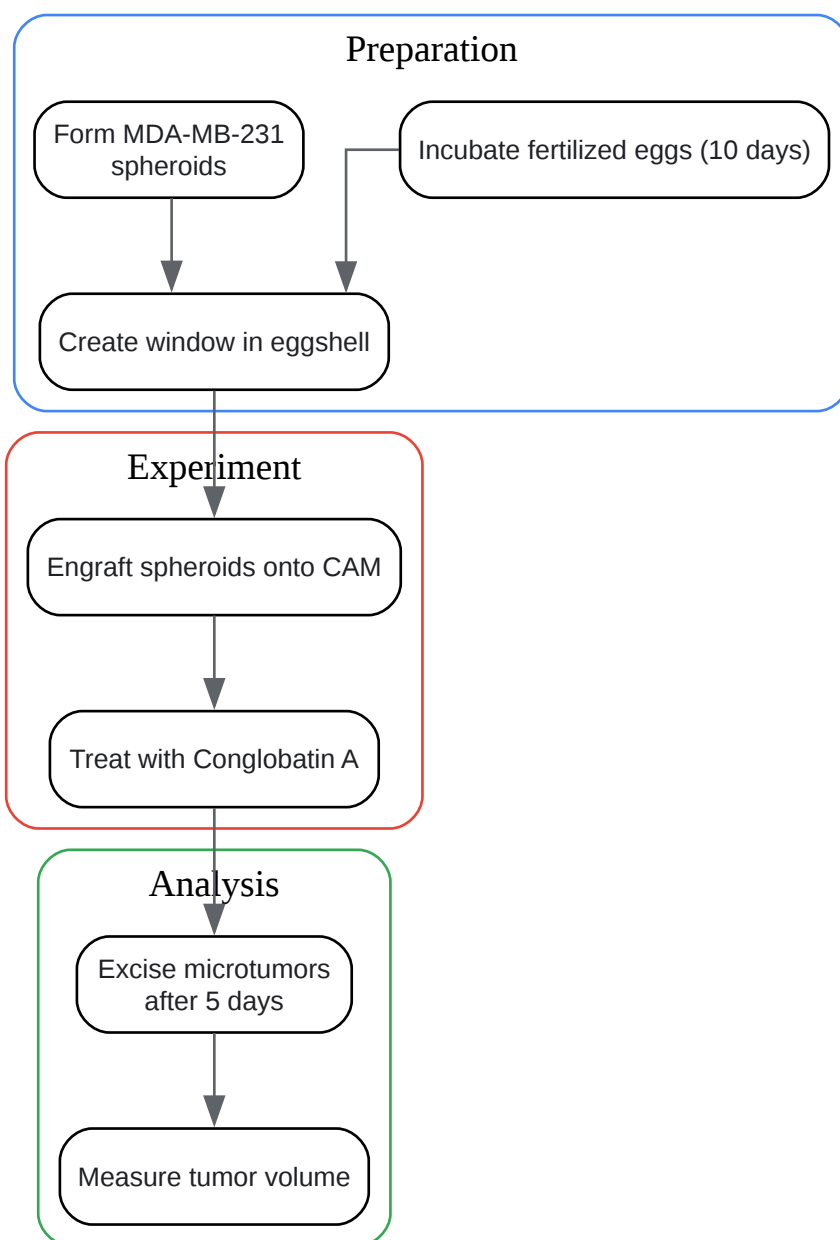 Preparation
Form MDA-MB-231
spheroids
Incubate fertilized eggs (10 days)
Create window in eggshell
Experiment
Engraft spheroids onto CAM
Treat with Conglobatin A
Analysis
Excise microtumors
after 5 days
Measure tumor volume